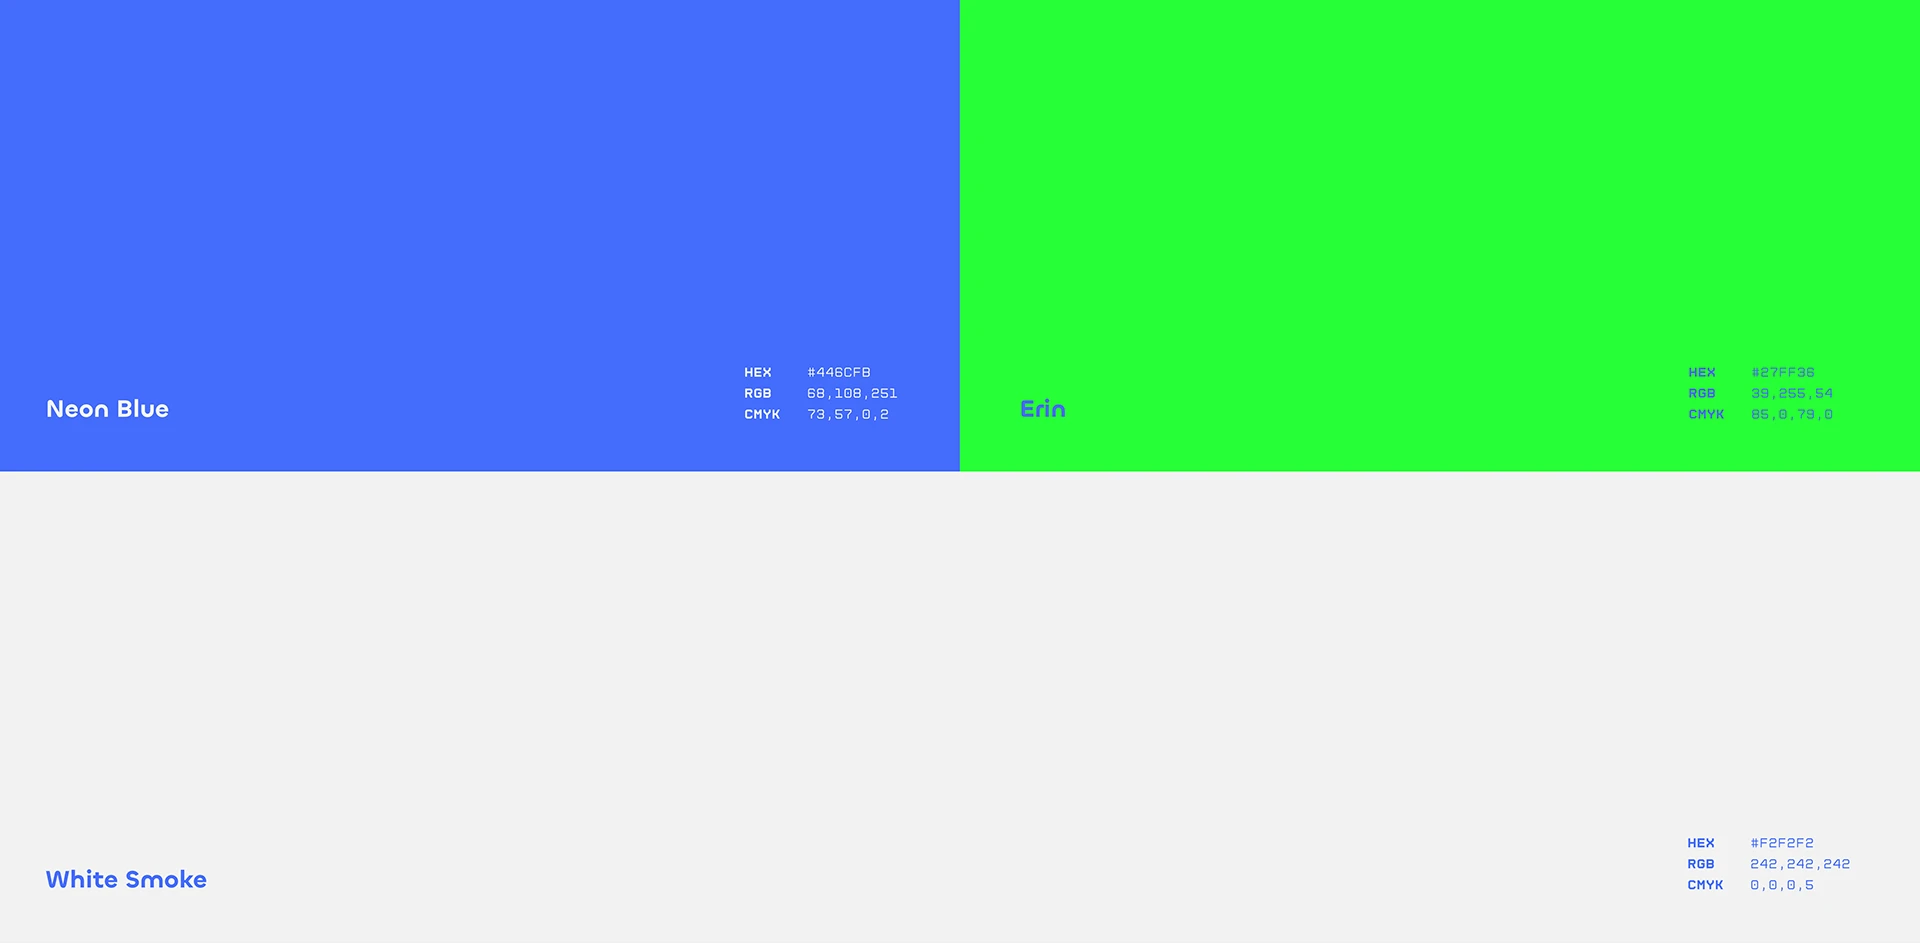 Neon Blue
HEX #446CFB
RGB 68,108,251
CMYK 73,57,0,2
Erin
HEX #27FF36
RGB 39,255,54
CMYK 85,0,79,0
White Smoke
HEX #F2F2F2
RGB 242,242,242
CMYK 0,0,0,5